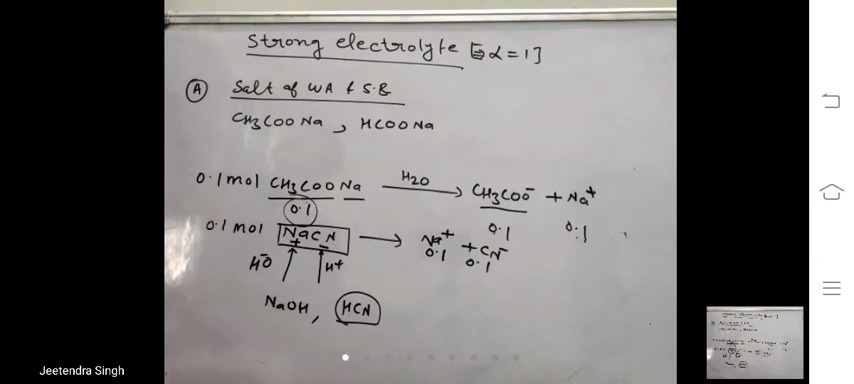 Strong electrolyte [⇒ α = 1]
Ⓐ Salt of WA & S.B
CH3COONa, HCOONa
0.1 mol CH3COONa —H2O→ CH3COO⁻ + Na⁺
0.1 0.1 0.1
0.1 mol NaCN → Na⁺ + CN⁻
+ - 0.1 0.1
HO⁻ H⁺
NaOH, HCN
Jeetendra Singh